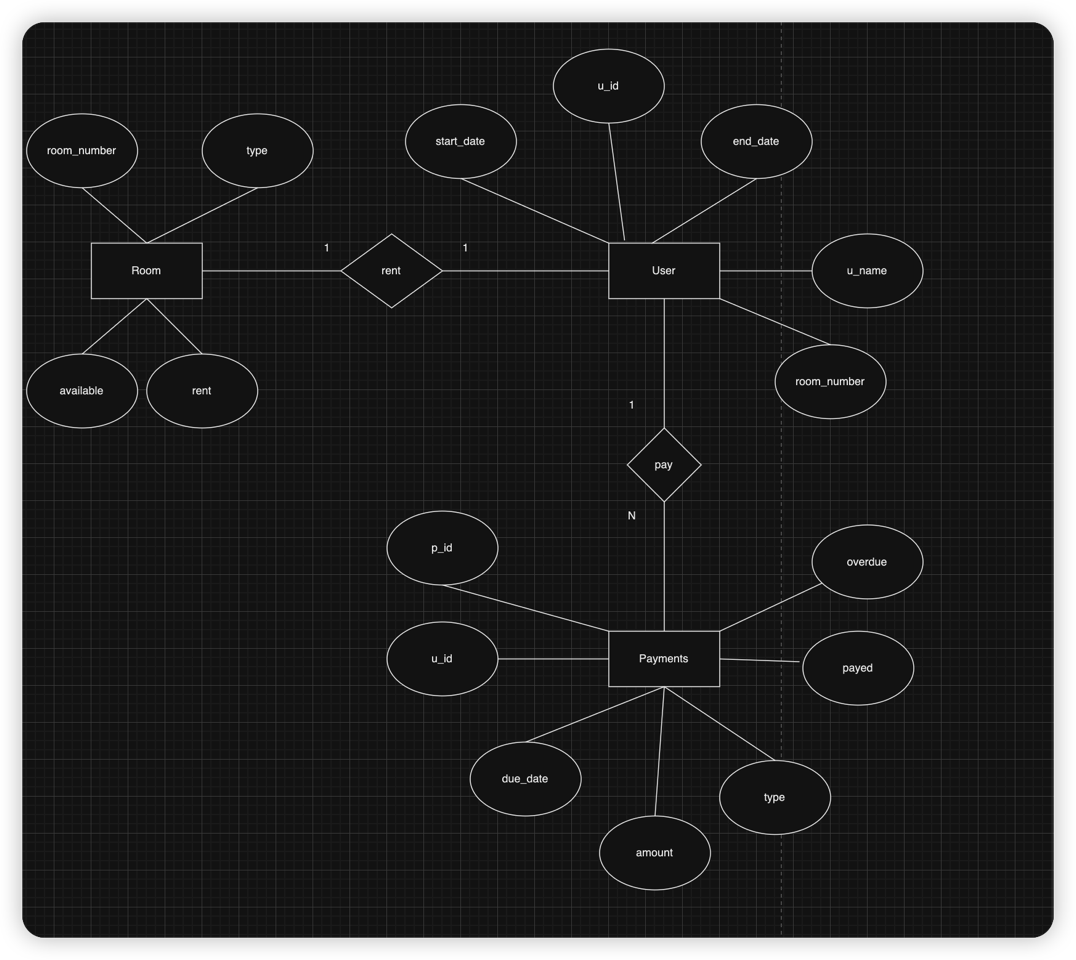 u_id
start_date
end_date
room_number
type
1
1
Room
rent
User
u_name
available
rent
room_number
1
pay
N
p_id
overdue
u_id
Payments
payed
due_date
type
amount